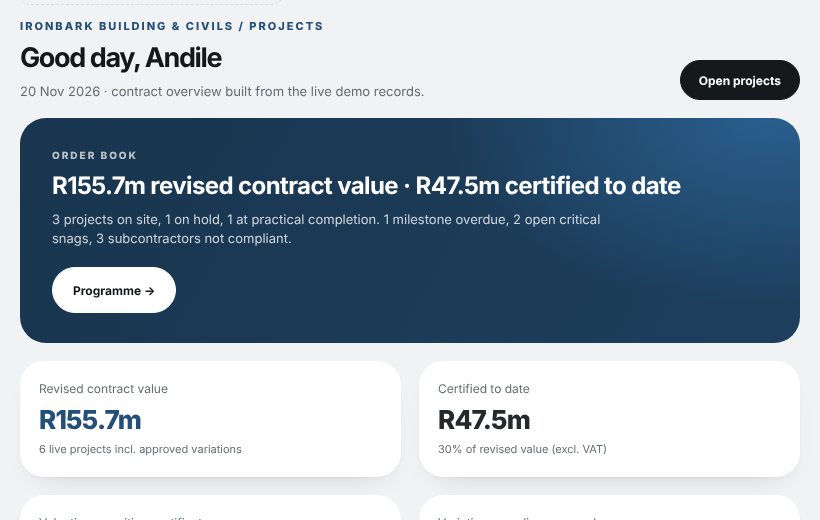 IRONBARK BUILDING & CIVILS / PROJECTS
Good day, Andile
20 Nov 2026 · contract overview built from the live demo records.
Open projects
ORDER BOOK
R155.7m revised contract value · R47.5m certified to date
3 projects on site, 1 on hold, 1 at practical completion. 1 milestone overdue, 2 open critical
snags, 3 subcontractors not compliant.
Programme →
Revised contract value
R155.7m
6 live projects incl. approved variations
Certified to date
R47.5m
30% of revised value (excl. VAT)